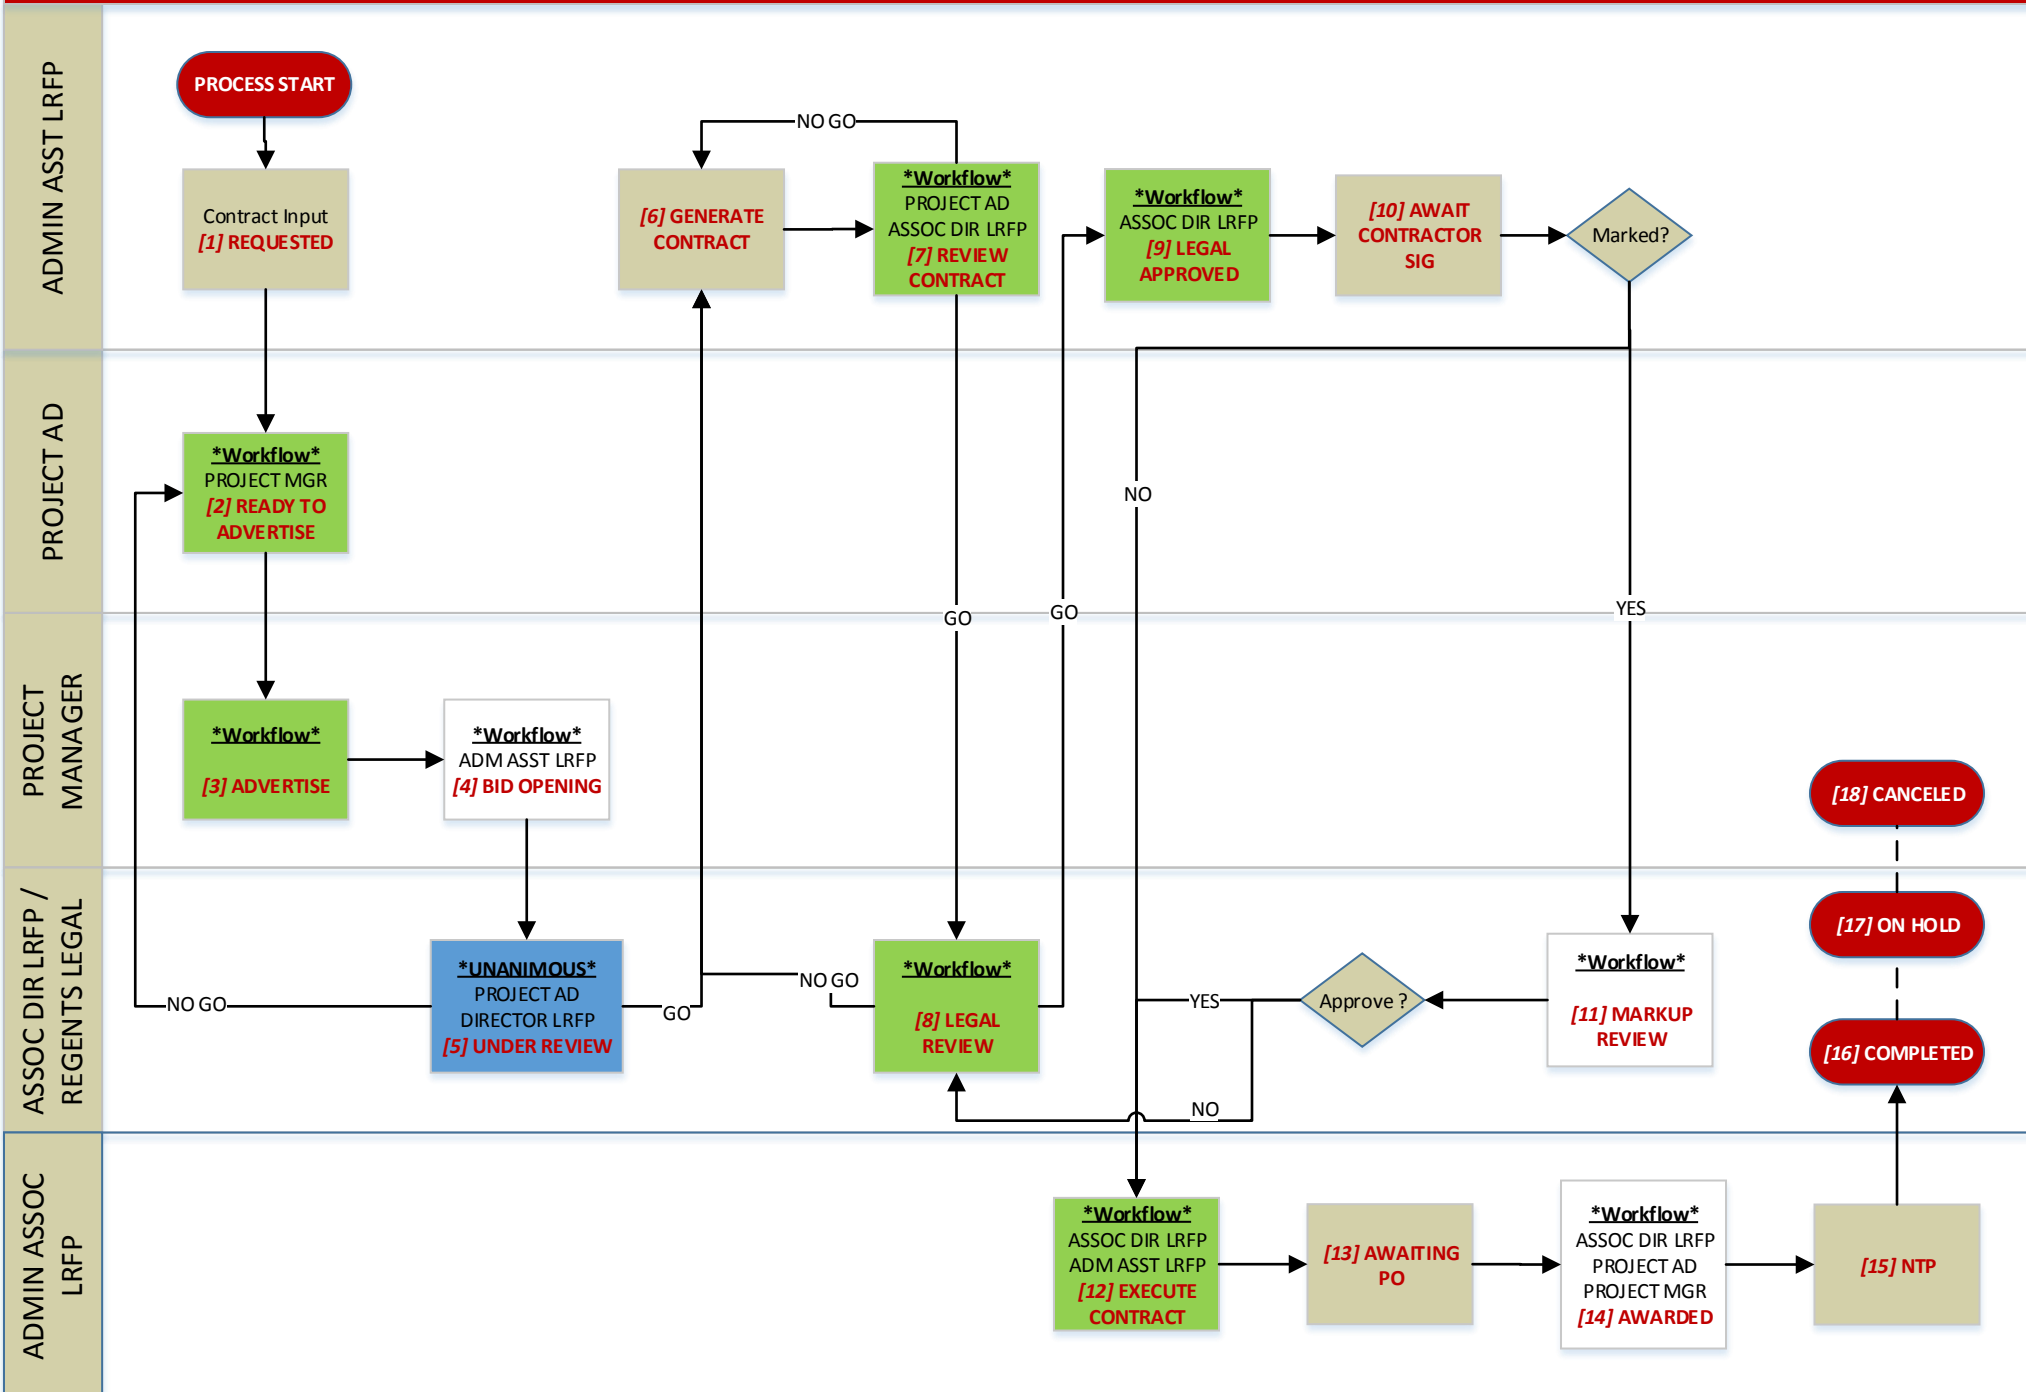 ADMIN ASST LRFP
PROCESS START
Contract Input
[1] REQUESTED
NO GO
[6] GENERATE
CONTRACT
*Workflow*
PROJECT AD
ASSOC DIR LRFP
[7] REVIEW
CONTRACT
*Workflow*
ASSOC DIR LRFP
[9] LEGAL
APPROVED
[10] AWAIT
CONTRACTOR
SIG
Marked?
PROJECT AD
*Workflow*
PROJECT MGR
[2] READY TO
ADVERTISE
NO
GO
GO
YES
PROJECT
MANAGER
*Workflow*
[3] ADVERTISE
*Workflow*
ADM ASST LRFP
[4] BID OPENING
[18] CANCELED
ASSOC DIR LRFP /
REGENTS LEGAL
NO GO
*UNANIMOUS*
PROJECT AD
DIRECTOR LRFP
[5] UNDER REVIEW
GO
NO GO
*Workflow*
[8] LEGAL
REVIEW
YES
NO
Approve ?
*Workflow*
[11] MARKUP
REVIEW
[17] ON HOLD
[16] COMPLETED
ADMIN ASSOC
LRFP
*Workflow*
ASSOC DIR LRFP
ADM ASST LRFP
[12] EXECUTE
CONTRACT
[13] AWAITING
PO
*Workflow*
ASSOC DIR LRFP
PROJECT AD
PROJECT MGR
[14] AWARDED
[15] NTP